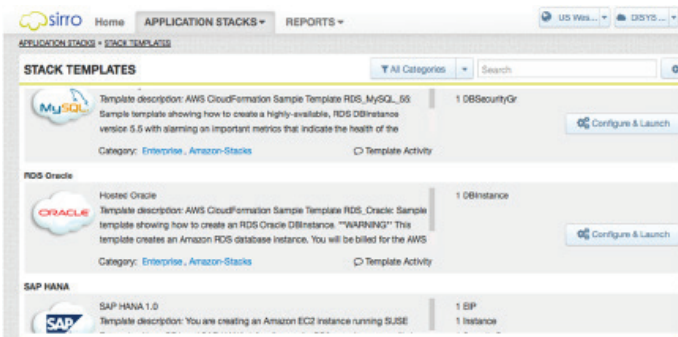 sirro Home APPLICATION STACKS REPORTS US Wes... DISYS...
APPLICATION STACKS STACK TEMPLATES
STACK TEMPLATES All Categories Search
MySQL
Template description: AWS CloudFormation Sample Template RDS_MySQL_55: 1 DBSecurityGr
Sample template showing how to create a highly-available, RDS DBInstance
version 5.5 with alarming on important metrics that indicate the health of the
Configure & Launch
Category: Enterprise , Amazon-Stacks Template Activity
RDS Oracle
Hosted Oracle 1 DBInstance
ORACLE
Template description: AWS CloudFormation Sample Template RDS_Oracle: Sample
template showing how to create an RDS Oracle DBInstance. **WARNING** This
template creates an Amazon RDS database instance. You will be billed for the AWS
Configure & Launch
Category: Enterprise , Amazon-Stacks Template Activity
SAP HANA
SAP HANA 1.0 1 EIP
SAP
Template description: You are creating an Amazon EC2 instance running SUSE 1 Instance